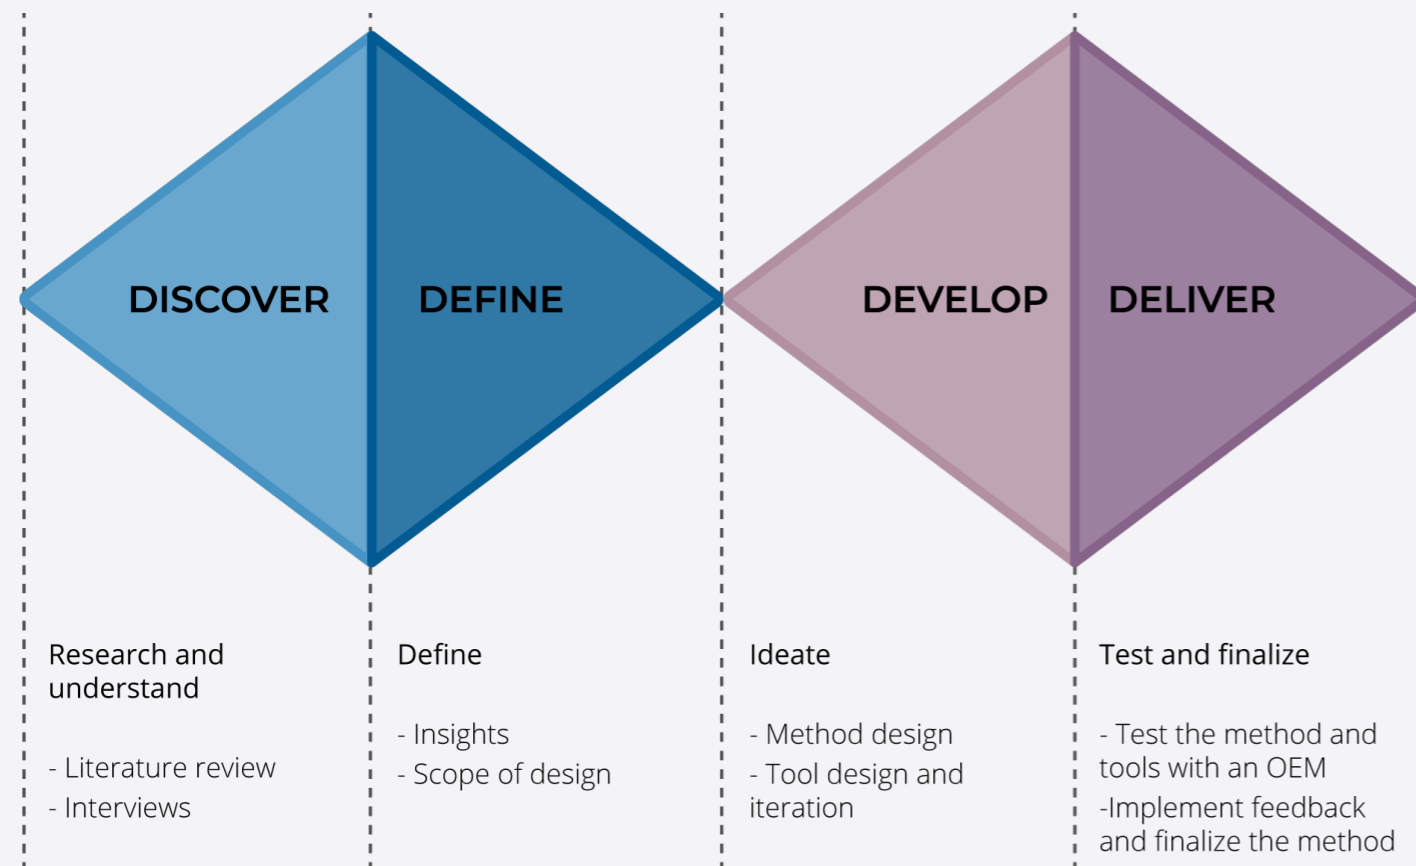 DISCOVER
DEFINE
DEVELOP
DELIVER
Research and
understand
- Literature review
- Interviews
Define
- Insights
- Scope of design
Ideate
- Method design
- Tool design and
iteration
Test and finalize
- Test the method and
tools with an OEM
-Implement feedback
and finalize the method